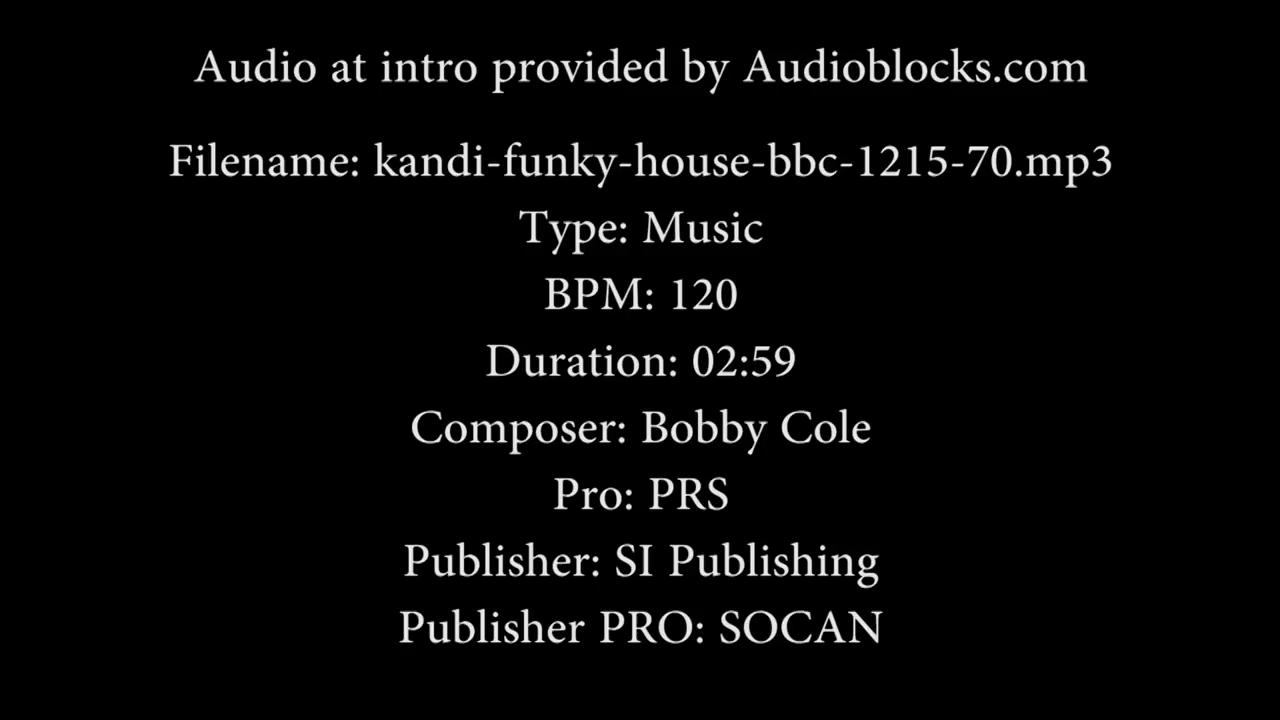 Audio at intro provided by Audioblocks.com
Filename: kandi-funky-house-bbc-1215-70.mp3
Type: Music
BPM: 120
Duration: 02:59
Composer: Bobby Cole
Pro: PRS
Publisher: SI Publishing
Publisher PRO: SOCAN